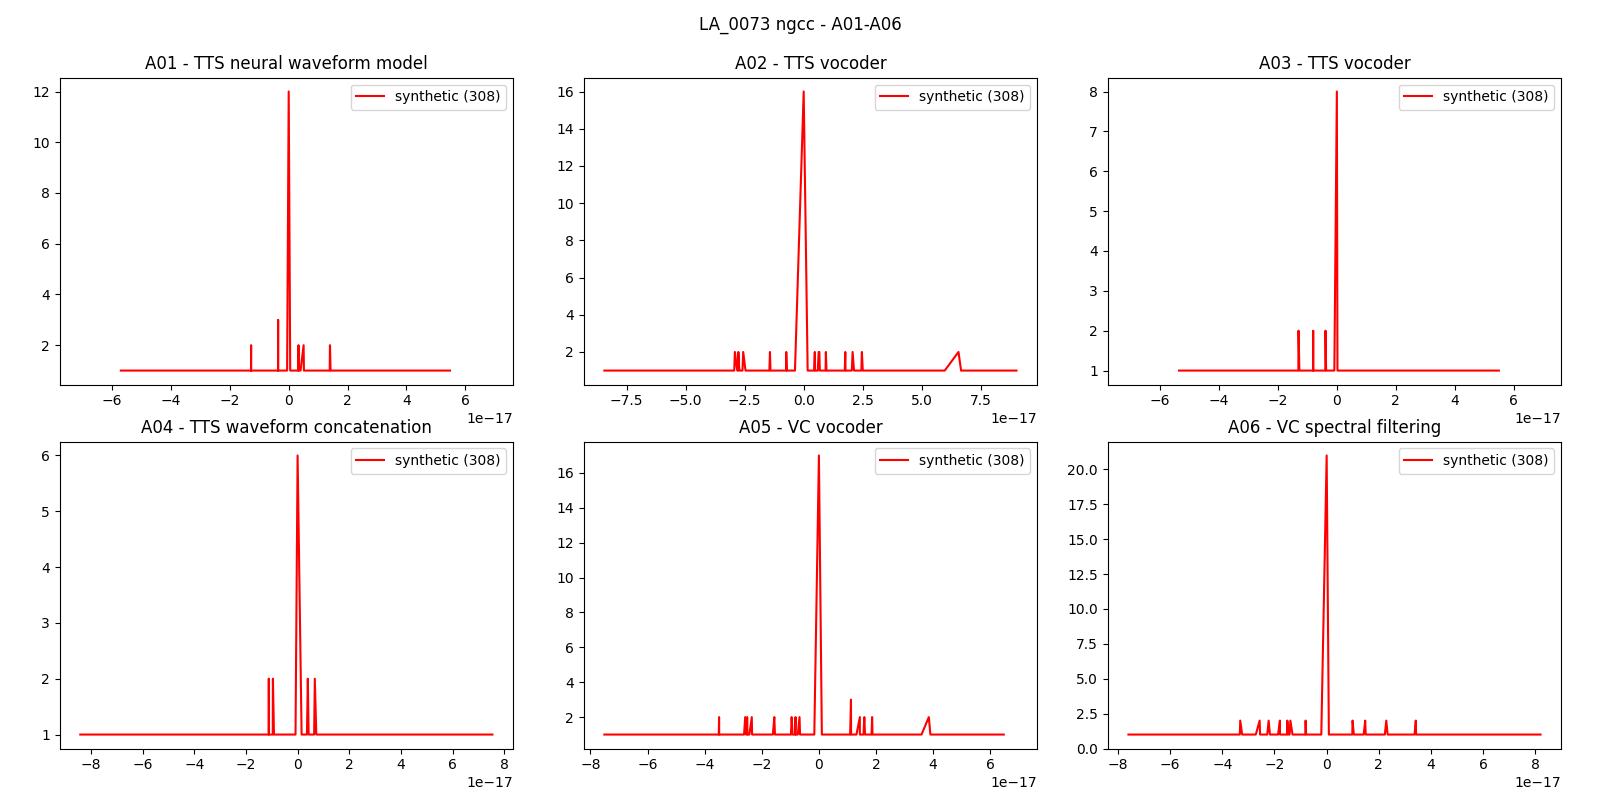 LA_0073 ngcc - A01-A06
A01 - TTS neural waveform model
synthetic (308)
12
10
8
6
4
2
−6 −4 −2 0 2 4 6
1e−17
A02 - TTS vocoder
synthetic (308)
16
14
12
10
8
6
4
2
−7.5 −5.0 −2.5 0.0 2.5 5.0 7.5
1e−17
A03 - TTS vocoder
synthetic (308)
8
7
6
5
4
3
2
1
−6 −4 −2 0 2 4 6
1e−17
A04 - TTS waveform concatenation
synthetic (308)
6
5
4
3
2
1
−8 −6 −4 −2 0 2 4 6 8
1e−17
A05 - VC vocoder
synthetic (308)
16
14
12
10
8
6
4
2
−8 −6 −4 −2 0 2 4 6
1e−17
A06 - VC spectral filtering
synthetic (308)
20.0
17.5
15.0
12.5
10.0
7.5
5.0
2.5
0.0
−8 −6 −4 −2 0 2 4 6 8
1e−17